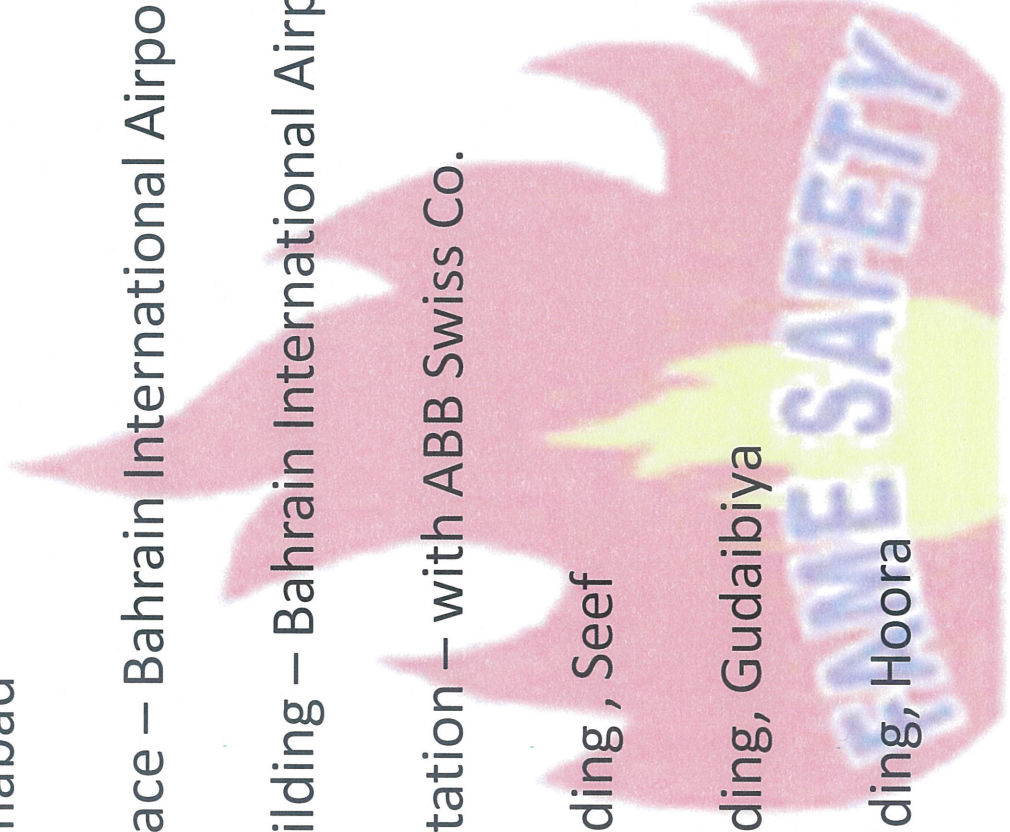 nabad
ace – Bahrain International Airpo
ilding – Bahrain International Airp
tation – with ABB Swiss Co.
ding , Seef
ding, Gudaibiya
ding, Hoora
SAFETY